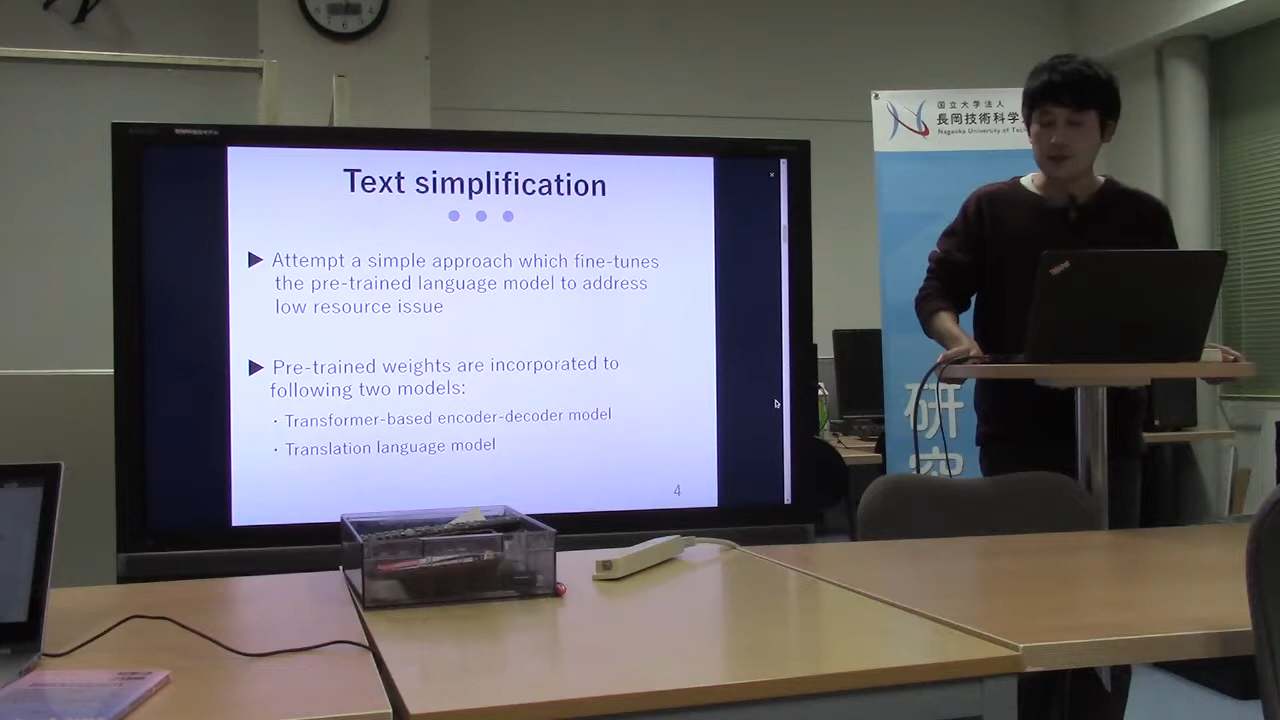 Text simplification
▶ Attempt a simple approach which fine-tunes
the pre-trained language model to address
low resource issue
▶ Pre-trained weights are incorporated to
following two models:
・Transformer-based encoder-decoder model
・Translation language model
4
国立大学法人
長岡技術科学
Nagaoka University of Tec
研
究
ThinkPad